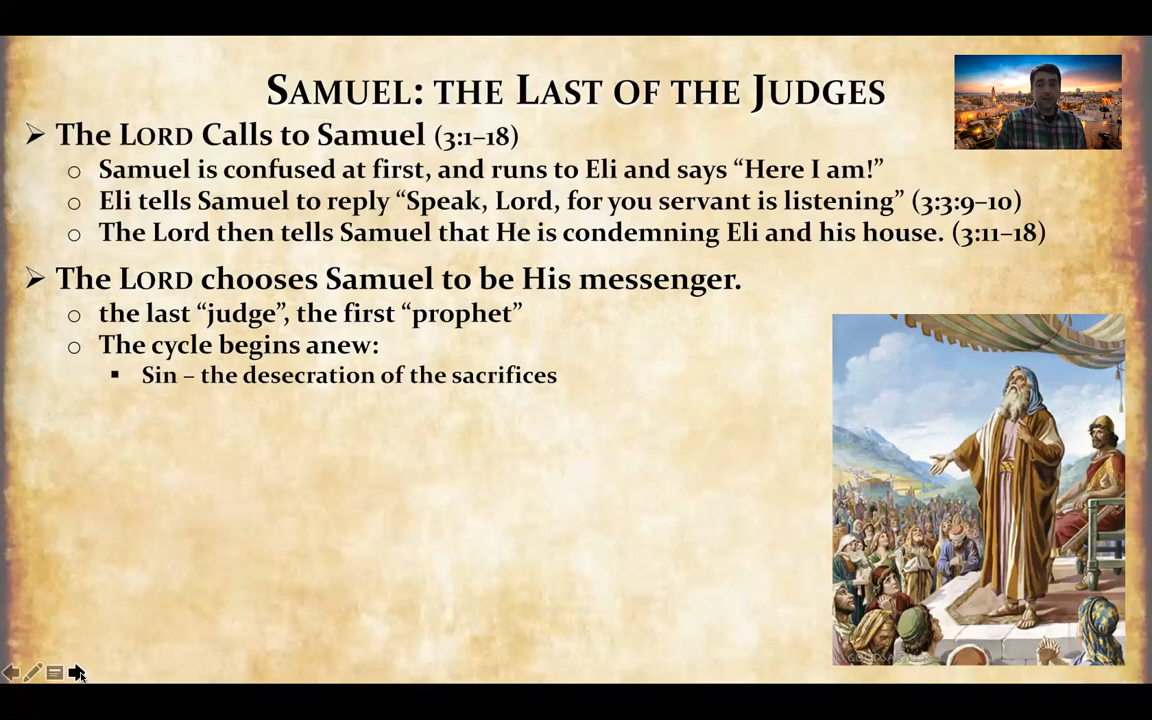 SAMUEL: THE LAST OF THE JUDGES
➢ The LORD Calls to Samuel (3:1–18)
o Samuel is confused at first, and runs to Eli and says “Here I am!”
o Eli tells Samuel to reply “Speak, Lord, for you servant is listening” (3:3:9–10)
o The Lord then tells Samuel that He is condemning Eli and his house. (3:11–18)
➢ The LORD chooses Samuel to be His messenger.
o the last “judge”, the first “prophet”
o The cycle begins anew:
▪ Sin – the desecration of the sacrifices